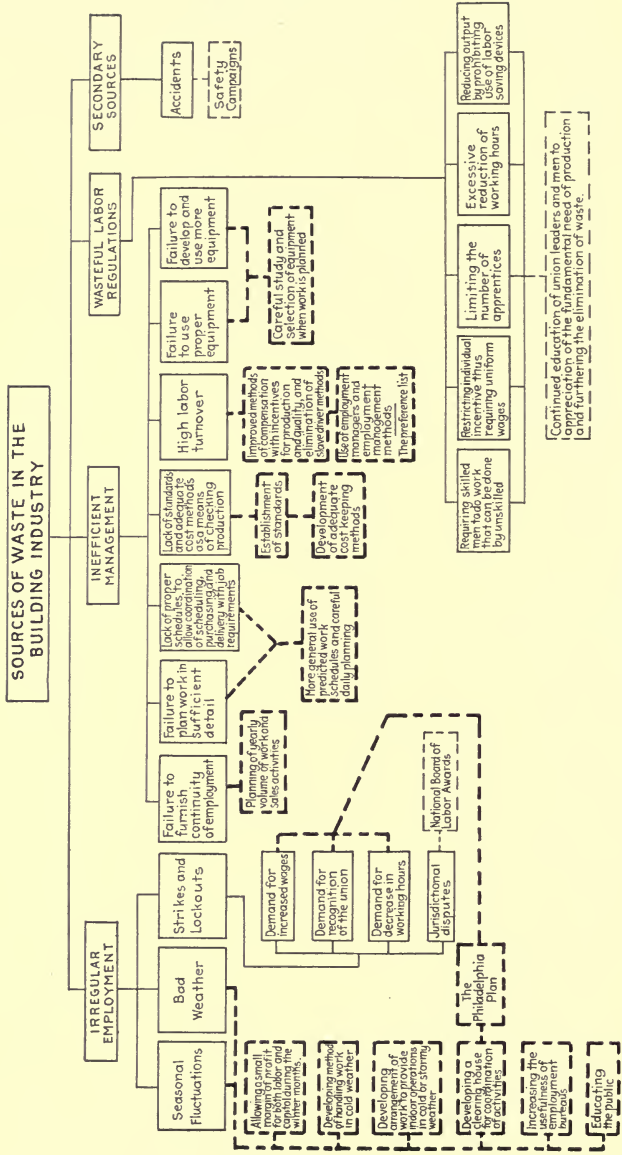 SOURCES OF WASTE IN THE
BUILDING INDUSTRY
IRREGULAR
EMPLOYMENT
INEFFICIENT
MANAGEMENT
WASTEFUL LABOR
REGULATIONS
SECONDARY
SOURCES
Seasonal
Fluctuations
Bad
Weather
Strikes and
Lockouts
Failure to
furnish
continuity
of employment
Failure to
plan work in
Sufficient
detail
Lack of proper
schedules, to
allow coordination
of scheduling,
purchasing, and
delivery with job
requirements
Lack of standards
and adequate
cost methods
as a means
of checking
production
High labor
turnover
Failure to
use proper
equipment
Failure to
develop and
use more
equipment
Accidents
Safety
Campaigns
Planning of yearly
volume of work and
sales activities
More general use of
predicted work
schedules and careful
daily planning
Establishment
of standards
Development
of adequate
cost keeping
methods
Improved methods
of compensation
with incentives
for production
and quality, and
elimination of
slave driver methods
Use of employment
managers and
employment
management
methods
The preference list
Careful study and
selection of equipment
when work is planned
Allowing a small
margin of profit
for both labor and
capital during the
winter months.
Developing method
of handling work
in cold weather
Developing
arrangement of
work to provide
indoor operations
in cold or stormy
weather
Developing a
clearing house
for coordination
of activities
Increasing the
usefulness of
employment
bureaus
Educating
the public
Demand for
increased wages
Demand for
recognition
of the union
Demand for
decrease in
working hours
Jurisdictional
disputes
National Board of
Labor Awards
The
Philadelphia
Plan
Requiring skilled
men to do work
that can be done
by unskilled
Restricting individual
incentive thus
requiring uniform
wages
Limiting the
number of
apprentices
Excessive
reduction of
working hours
Reducing output
by prohibiting
use of labor
saving devices
Continued education of union leaders and men to
appreciation of the fundamental need of production
and furthering the elimination of waste.